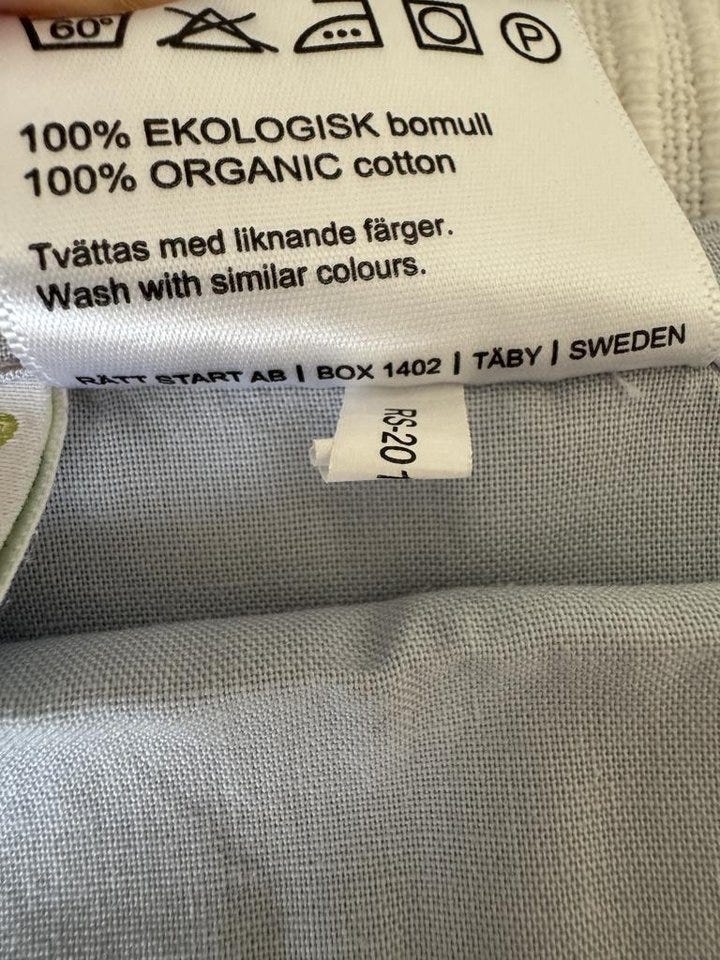 60°
P
100% EKOLOGISK bomull
100% ORGANIC cotton
Tvättas med liknande färger.
Wash with similar colours.
RÄTT START AB | BOX 1402 | TÄBY | SWEDEN
RS-20